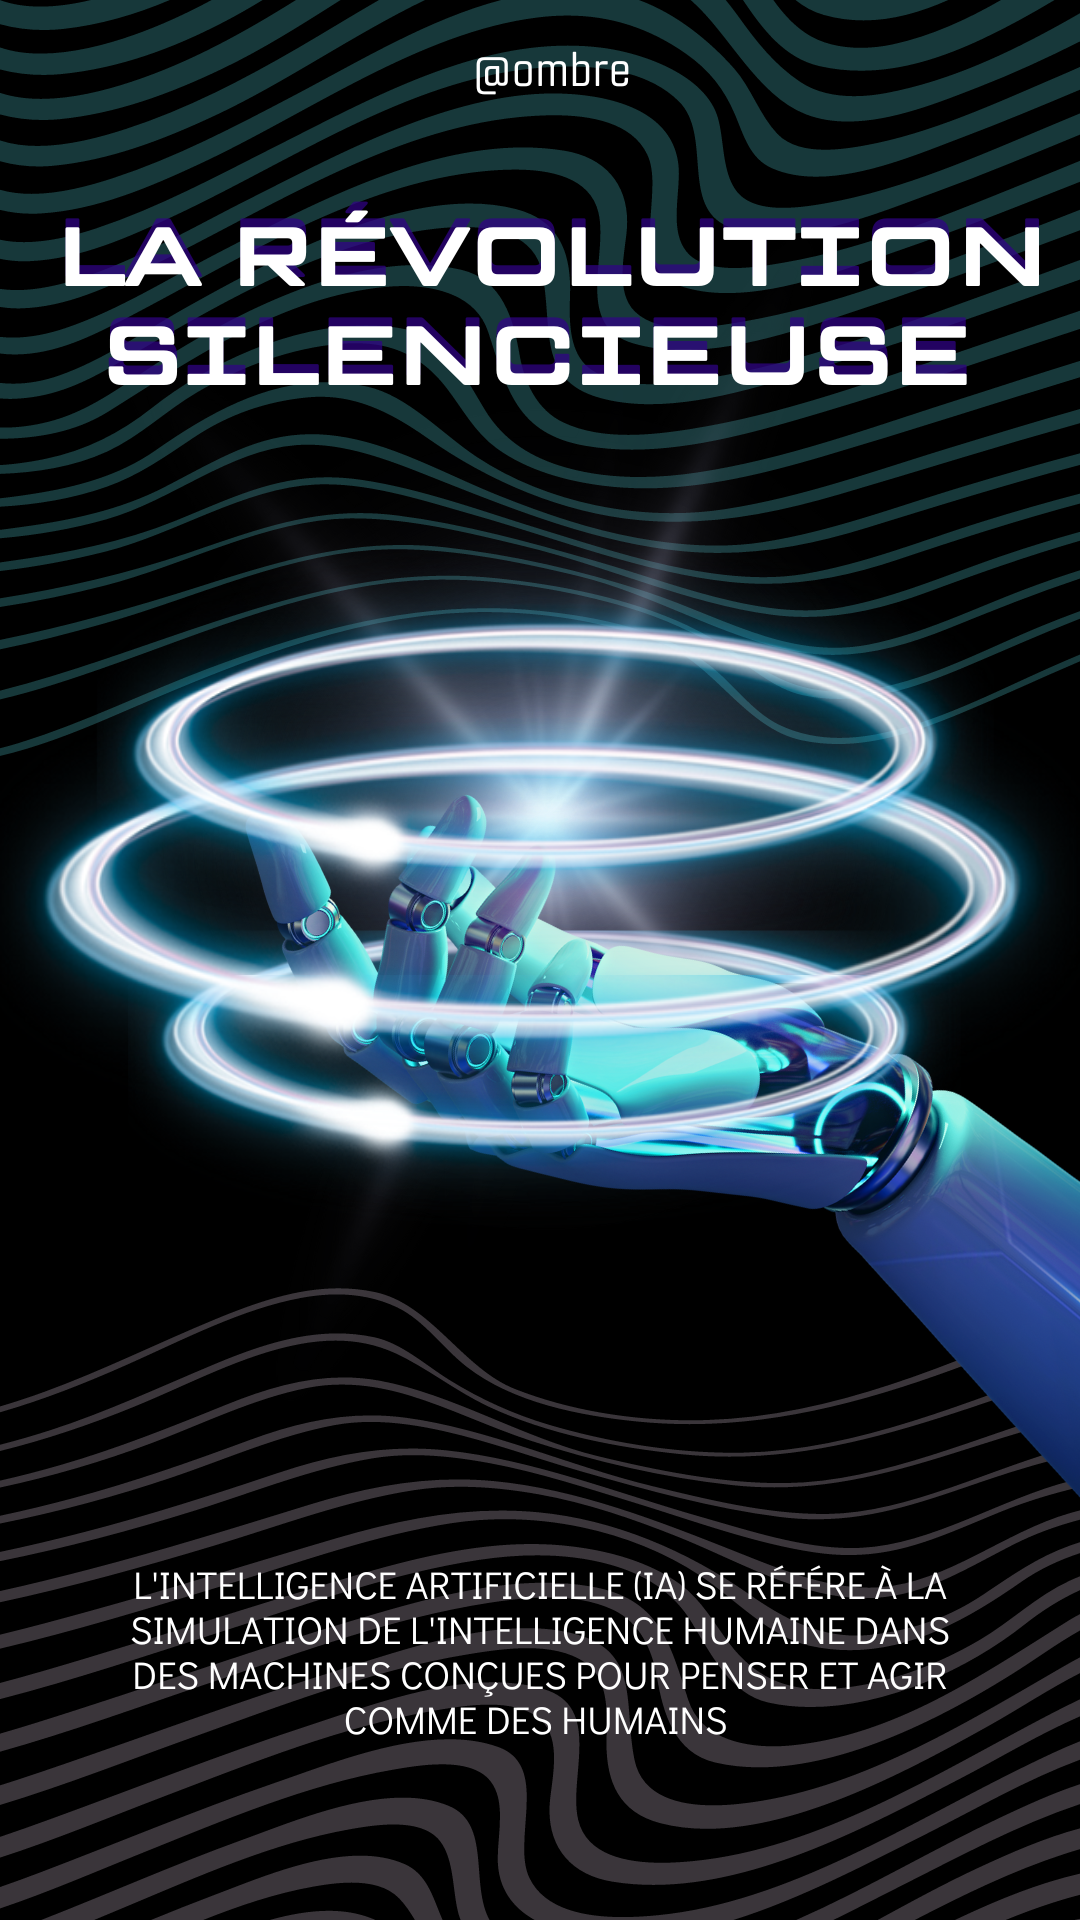 @ombre
LA RÉVOLUTION
SILENCIEUSE
L'INTELLIGENCE ARTIFICIELLE (IA) SE RÉFÉRE À LA
SIMULATION DE L'INTELLIGENCE HUMAINE DANS
DES MACHINES CONÇUES POUR PENSER ET AGIR
COMME DES HUMAINS